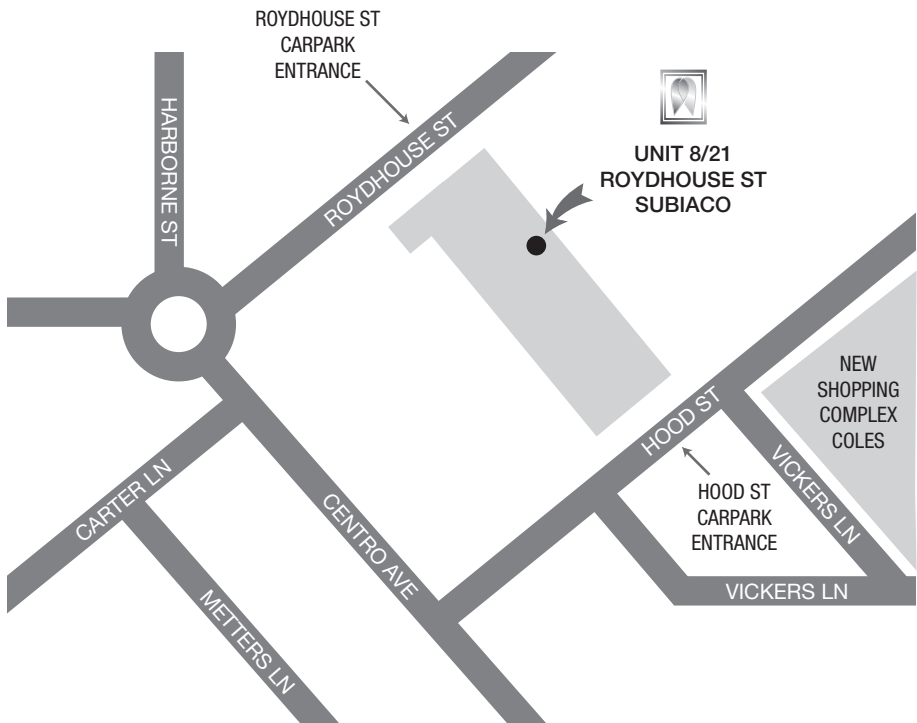 ROYDHOUSE ST
CARPARK
ENTRANCE
HARBORNE ST
ROYDHOUSE ST
UNIT 8/21
ROYDHOUSE ST
SUBIACO
NEW
SHOPPING
COMPLEX
COLES
HOOD ST
VICKERS LN
HOOD ST
CARPARK
ENTRANCE
CARTER LN
CENTRO AVE
VICKERS LN
METTERS LN